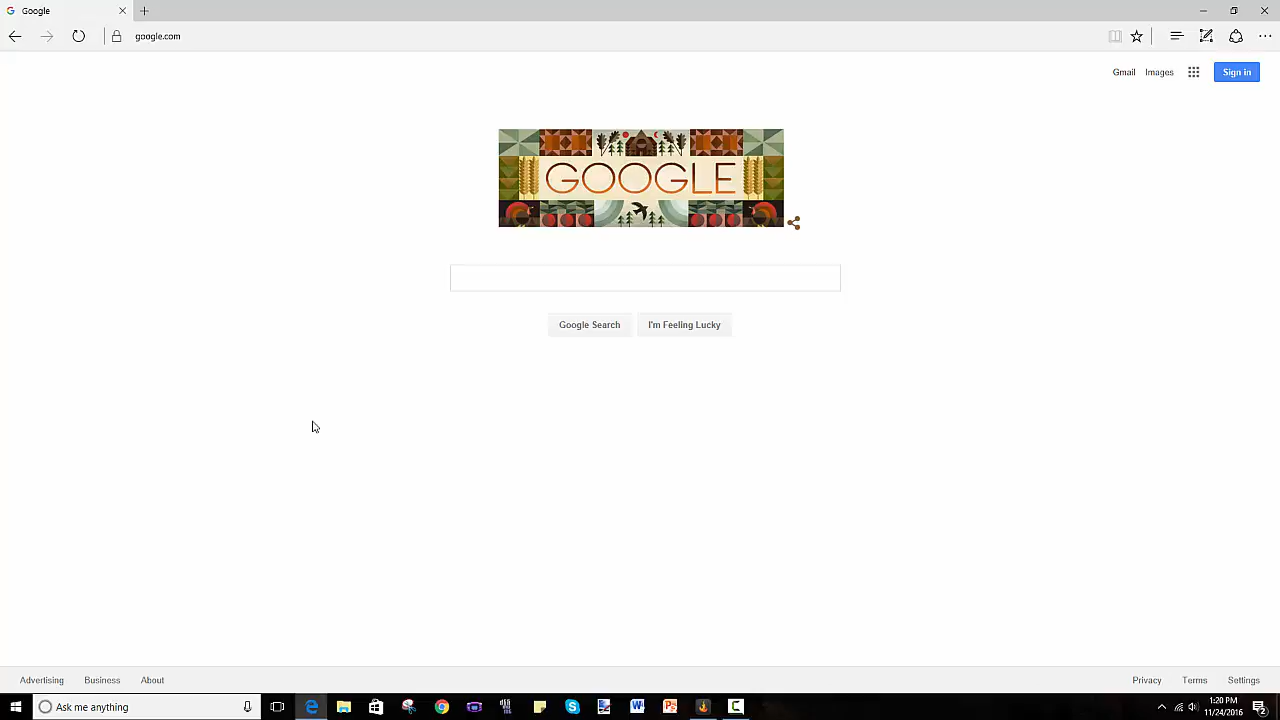 Google
google.com
Gmail Images Sign in
GOOGLE
Google Search I'm Feeling Lucky
Advertising Business About Privacy Terms Settings
Ask me anything
1:20 PM
11/24/2016